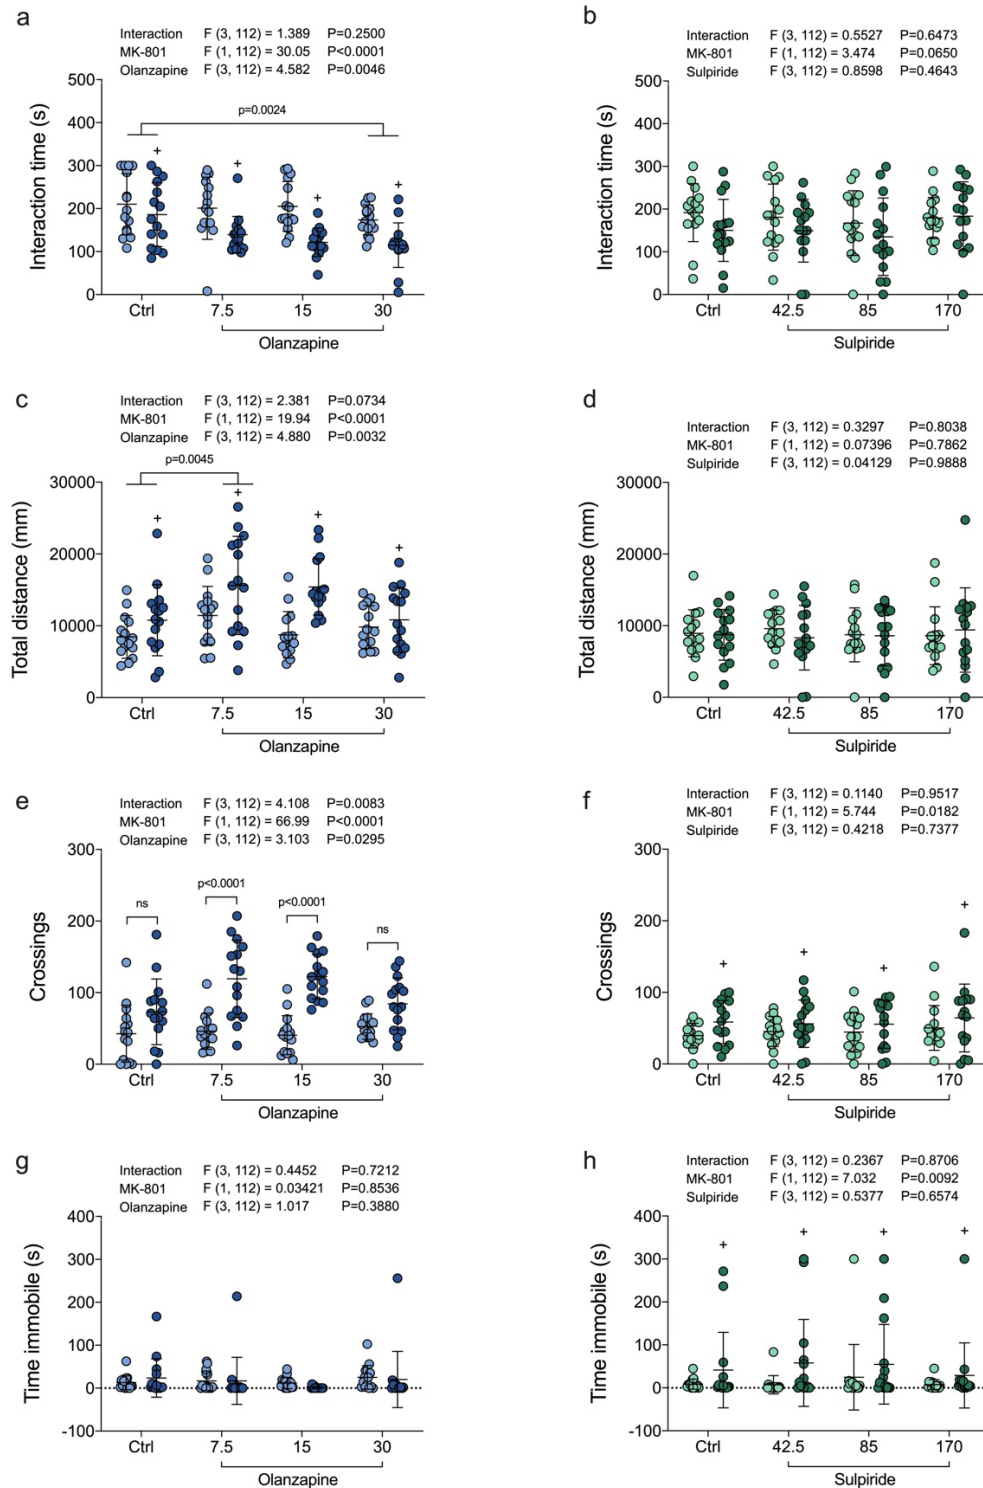 a
Interaction F (3, 112) = 1.389 P=0.2500
MK-801 F (1, 112) = 30.05 P<0.0001
Olanzapine F (3, 112) = 4.582 P=0.0046
Interaction time (s)
500
400
300
200
100
0
p=0.0024
+
+
+
+
Ctrl 7.5 15 30
Olanzapine
b
Interaction F (3, 112) = 0.5527 P=0.6473
MK-801 F (1, 112) = 3.474 P=0.0650
Sulpiride F (3, 112) = 0.8598 P=0.4643
Interaction time (s)
500
400
300
200
100
0
Ctrl 42.5 85 170
Sulpiride
c
Interaction F (3, 112) = 2.381 P=0.0734
MK-801 F (1, 112) = 19.94 P<0.0001
Olanzapine F (3, 112) = 4.880 P=0.0032
Total distance (mm)
30000
20000
10000
0
p=0.0045
+
+
+
+
Ctrl 7.5 15 30
Olanzapine
d
Interaction F (3, 112) = 0.3297 P=0.8038
MK-801 F (1, 112) = 0.07396 P=0.7862
Sulpiride F (3, 112) = 0.04129 P=0.9888
Total distance (mm)
30000
20000
10000
0
Ctrl 42.5 85 170
Sulpiride
e
Interaction F (3, 112) = 4.108 P=0.0083
MK-801 F (1, 112) = 66.99 P<0.0001
Olanzapine F (3, 112) = 3.103 P=0.0295
Crossings
300
200
100
0
ns
p<0.0001
p<0.0001
ns
Ctrl 7.5 15 30
Olanzapine
f
Interaction F (3, 112) = 0.1140 P=0.9517
MK-801 F (1, 112) = 5.744 P=0.0182
Sulpiride F (3, 112) = 0.4218 P=0.7377
Crossings
300
200
100
0
+
+
+
+
Ctrl 42.5 85 170
Sulpiride
g
Interaction F (3, 112) = 0.4452 P=0.7212
MK-801 F (1, 112) = 0.03421 P=0.8536
Olanzapine F (3, 112) = 1.017 P=0.3880
Time immobile (s)
400
300
200
100
0
-100
Ctrl 7.5 15 30
Olanzapine
h
Interaction F (3, 112) = 0.2367 P=0.8706
MK-801 F (1, 112) = 7.032 P=0.0092
Sulpiride F (3, 112) = 0.5377 P=0.6574
Time immobile (s)
400
300
200
100
0
-100
+
+
+
+
Ctrl 42.5 85 170
Sulpiride